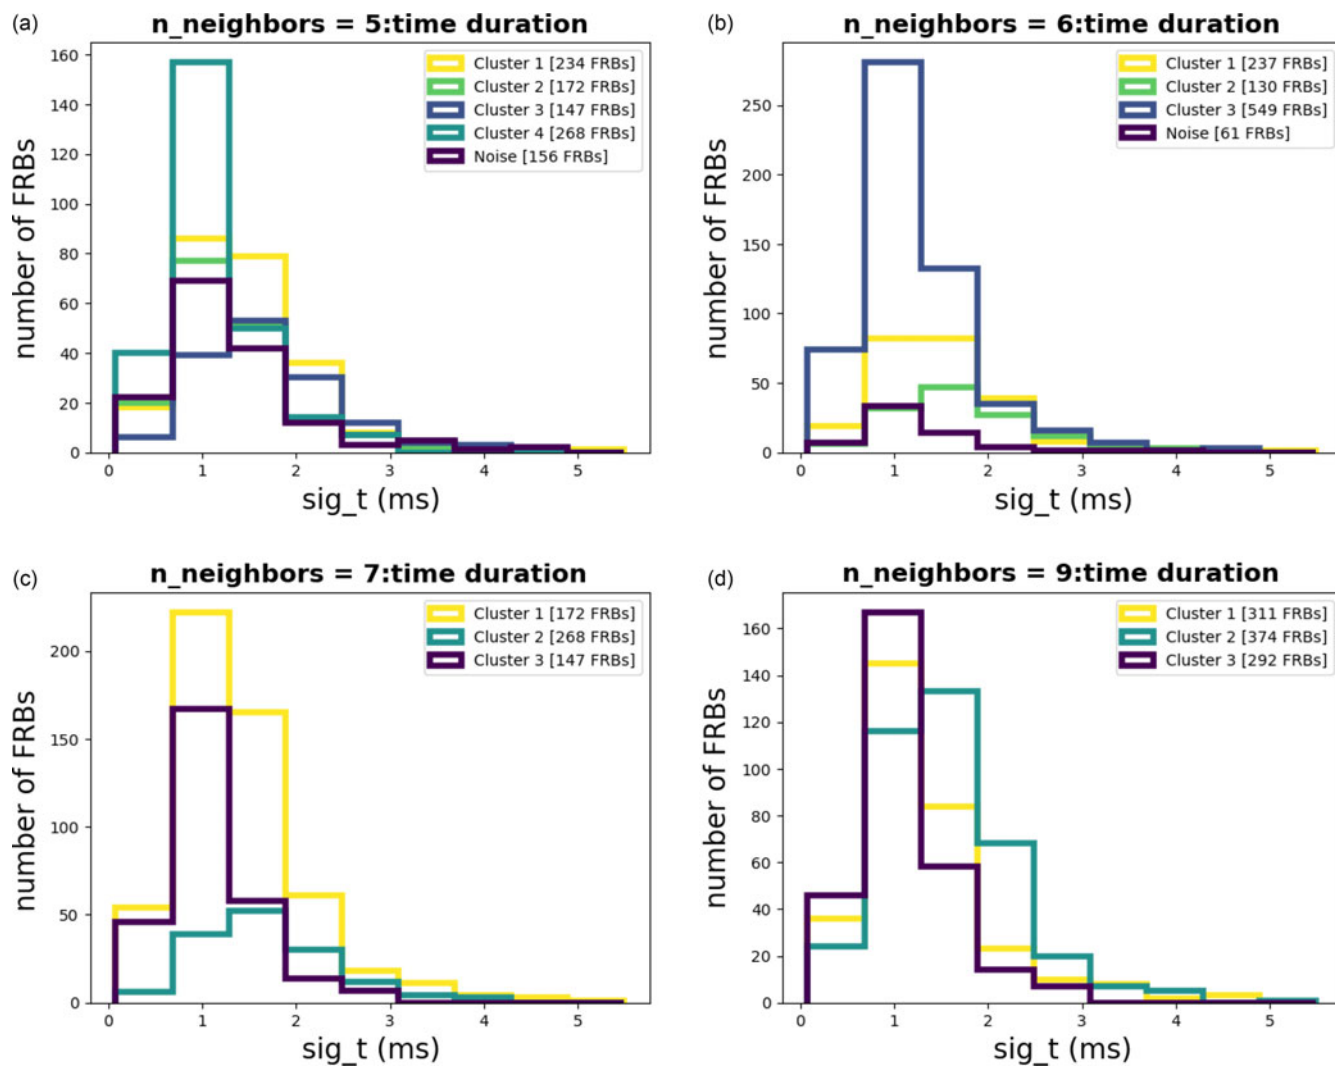 (a)
n_neighbors = 5:time duration
160
140
120
100
80
60
40
20
0
number of FRBs
Cluster 1 [234 FRBs]
Cluster 2 [172 FRBs]
Cluster 3 [147 FRBs]
Cluster 4 [268 FRBs]
Noise [156 FRBs]
0 1 2 3 4 5
sig_t (ms)
(b)
n_neighbors = 6:time duration
250
200
150
100
50
0
number of FRBs
Cluster 1 [237 FRBs]
Cluster 2 [130 FRBs]
Cluster 3 [549 FRBs]
Noise [61 FRBs]
0 1 2 3 4 5
sig_t (ms)
(c)
n_neighbors = 7:time duration
200
150
100
50
0
number of FRBs
Cluster 1 [172 FRBs]
Cluster 2 [268 FRBs]
Cluster 3 [147 FRBs]
0 1 2 3 4 5
sig_t (ms)
(d)
n_neighbors = 9:time duration
160
140
120
100
80
60
40
20
0
number of FRBs
Cluster 1 [311 FRBs]
Cluster 2 [374 FRBs]
Cluster 3 [292 FRBs]
0 1 2 3 4 5
sig_t (ms)